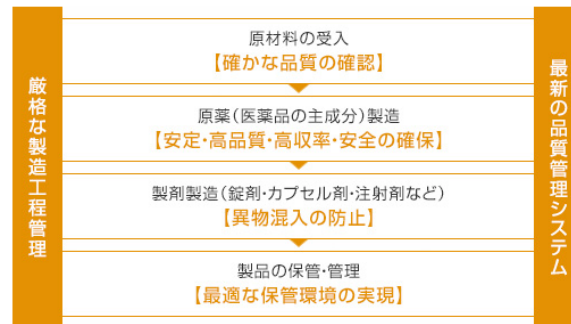 厳格な製造工程管理
原材料の受入
【確かな品質の確認】
原薬(医薬品の主成分)製造
【安定・高品質・高収率・安全の確保】
製剤製造(錠剤・カプセル剤・注射剤など)
【異物混入の防止】
製品の保管・管理
【最適な保管環境の実現】
最新の品質管理システム